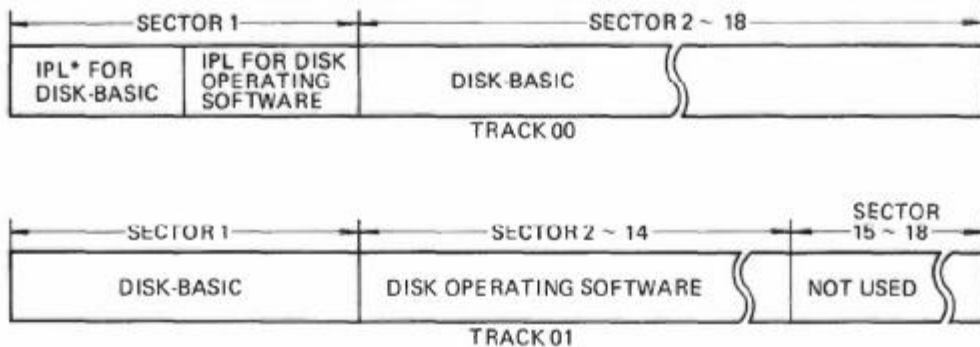 SECTOR 1
SECTOR 2 ~ 18
IPL* FOR
DISK-BASIC
IPL FOR DISK
OPERATING
SOFTWARE
DISK-BASIC
TRACK 00
SECTOR 1
SECTOR 2 ~ 14
SECTOR
15 ~ 18
DISK-BASIC
DISK OPERATING SOFTWARE
NOT USED
TRACK 01